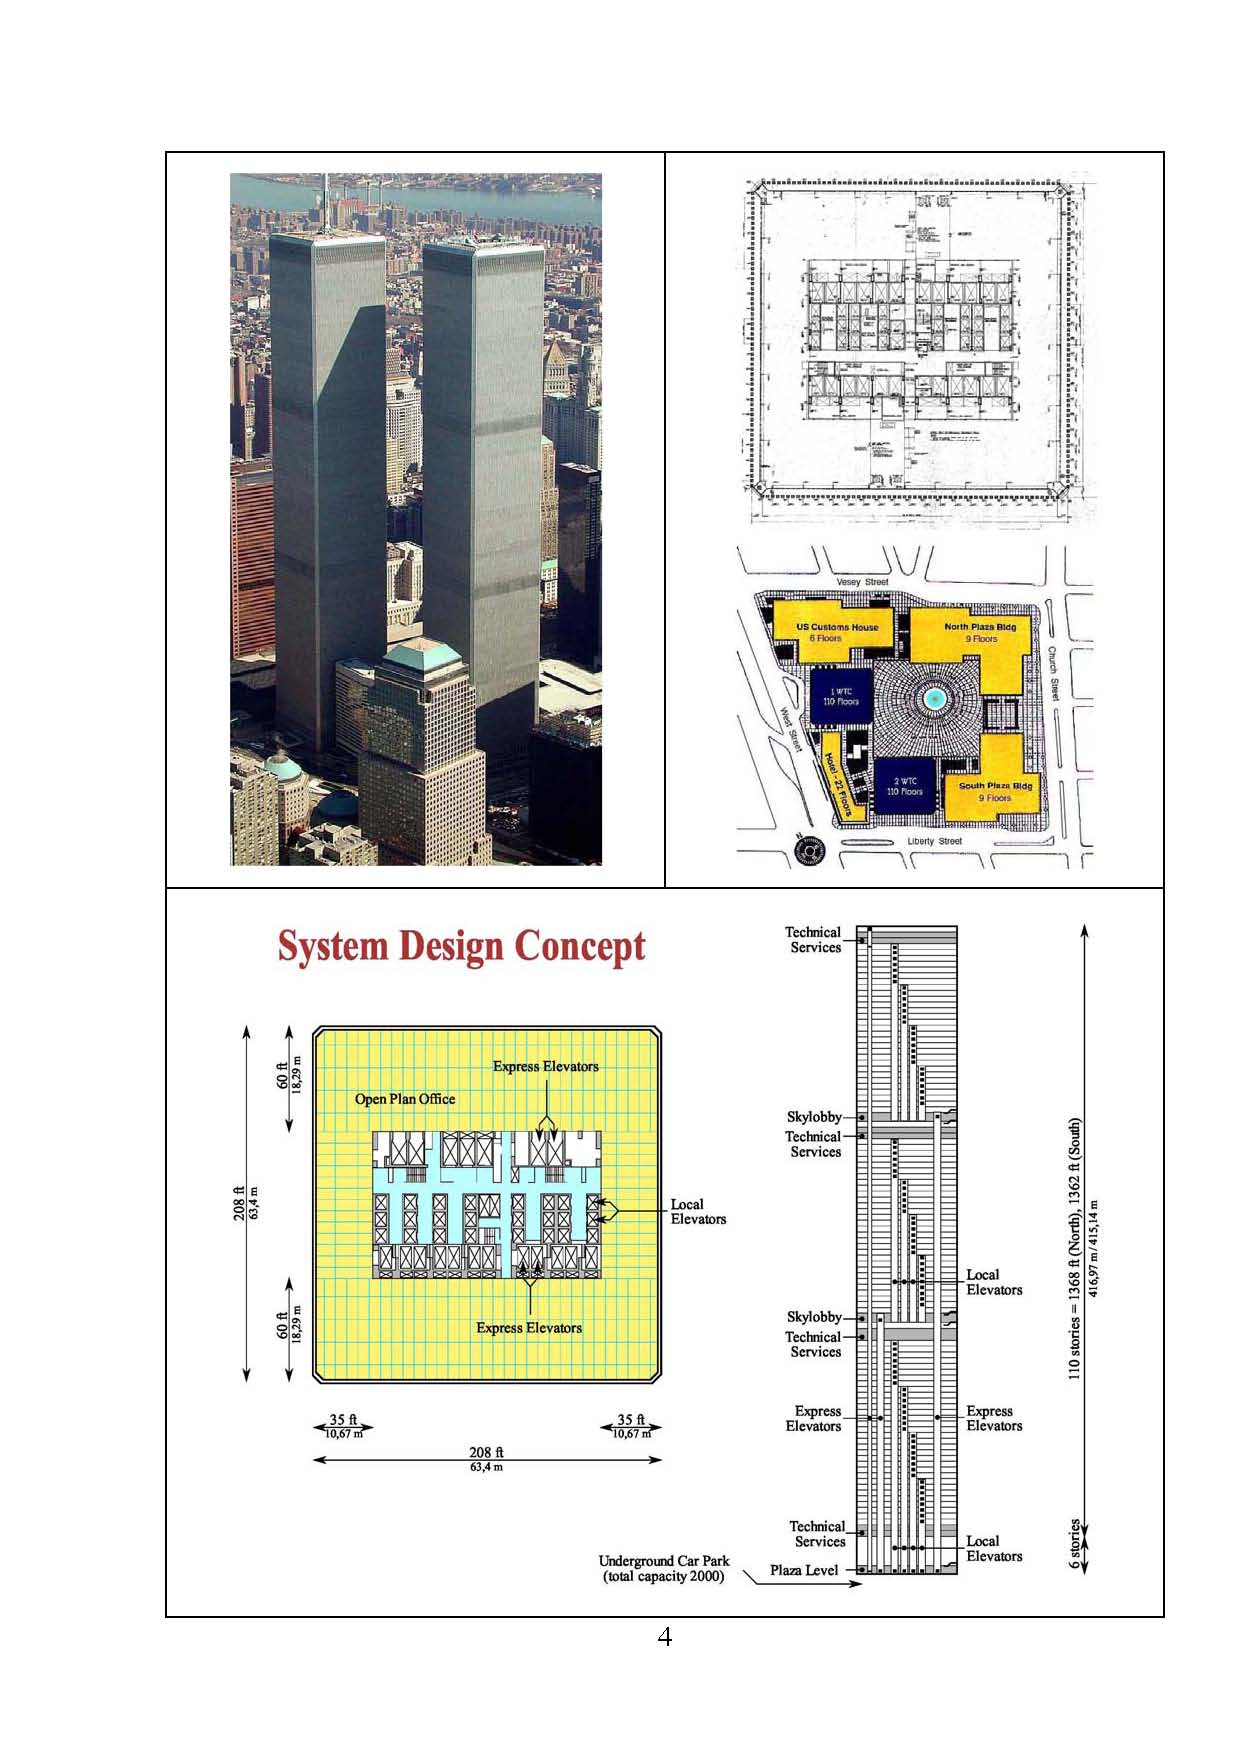 Vesey Street
US Customs House
6 Floors
North Plaza Bldg
9 Floors
Church Street
1 WTC
110 Floors
West Street
Hotel - 22 Floors
2 WTC
110 Floors
South Plaza Bldg
9 Floors
Liberty Street
System Design Concept
60 ft
18,29 m
208 ft
63,4 m
60 ft
18,29 m
Express Elevators
Open Plan Office
Local
Elevators
Express Elevators
35 ft
10,67 m
35 ft
10,67 m
208 ft
63,4 m
Technical
Services
Skylobby
Technical
Services
Local
Elevators
Skylobby
Technical
Services
Express
Elevators
Express
Elevators
Technical
Services
Local
Elevators
Underground Car Park
(total capacity 2000)
Plaza Level
110 stories = 1368 ft (North), 1362 ft (South)
416,97 m / 415,14 m
6 stories
4